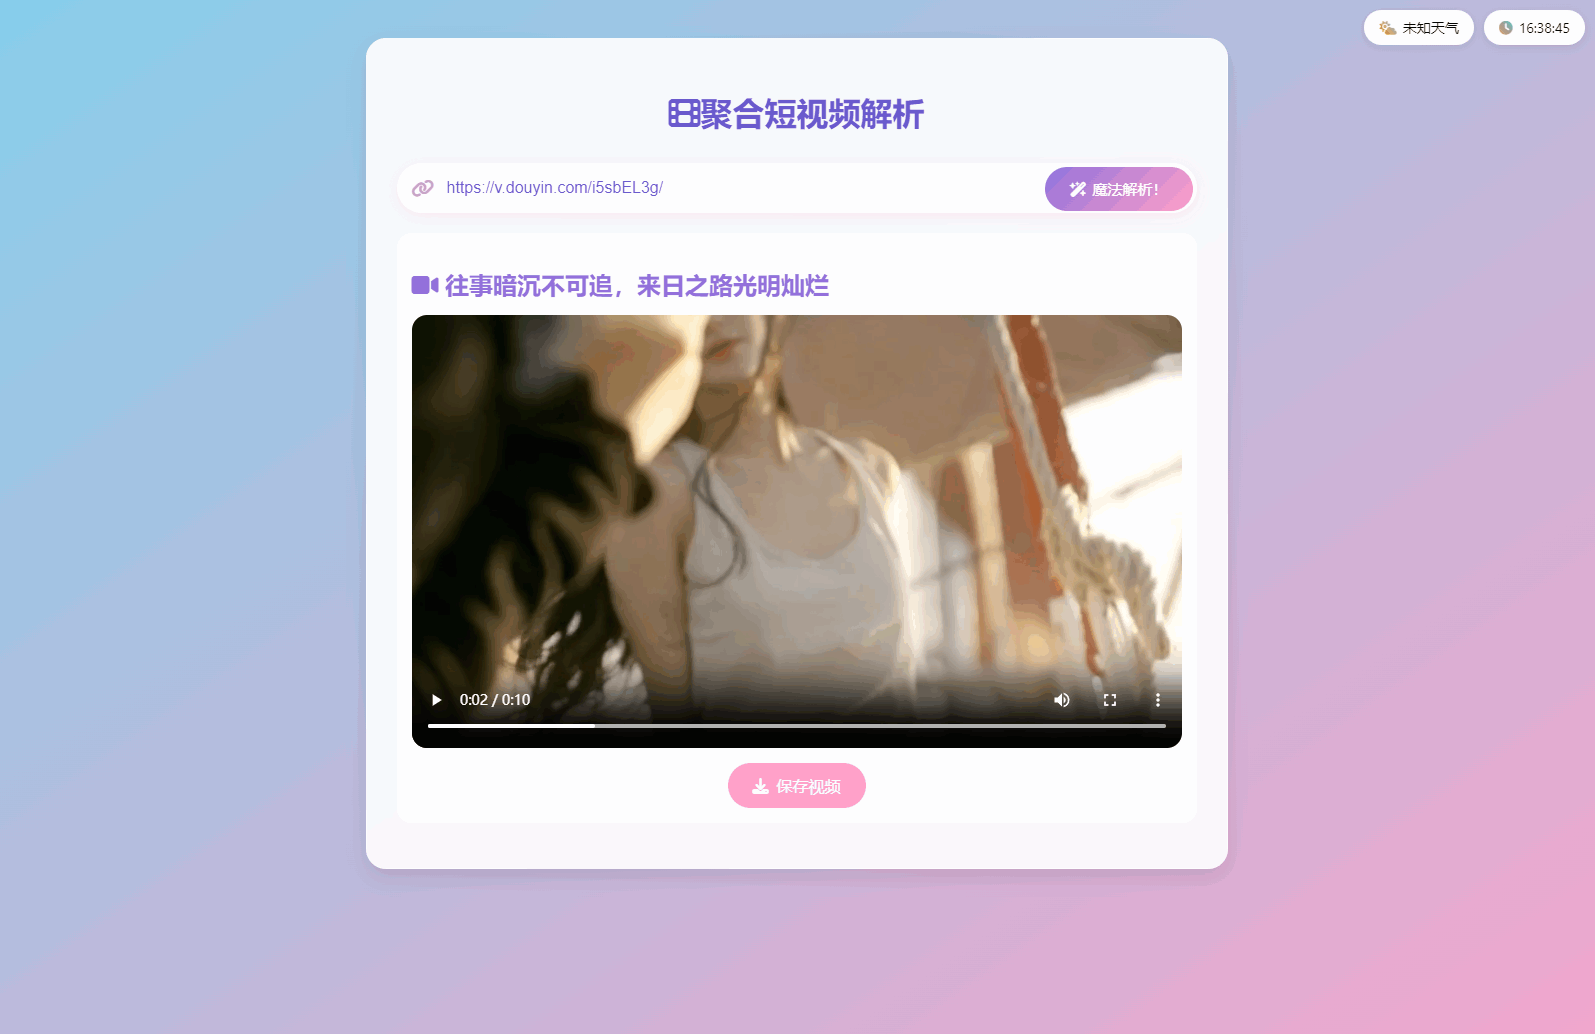 未知天气
16:38:45
聚合短视频解析
https://v.douyin.com/i5sbEL3g/
魔法解析!
往事暗沉不可追，来日之路光明灿烂
0:02 / 0:10
保存视频